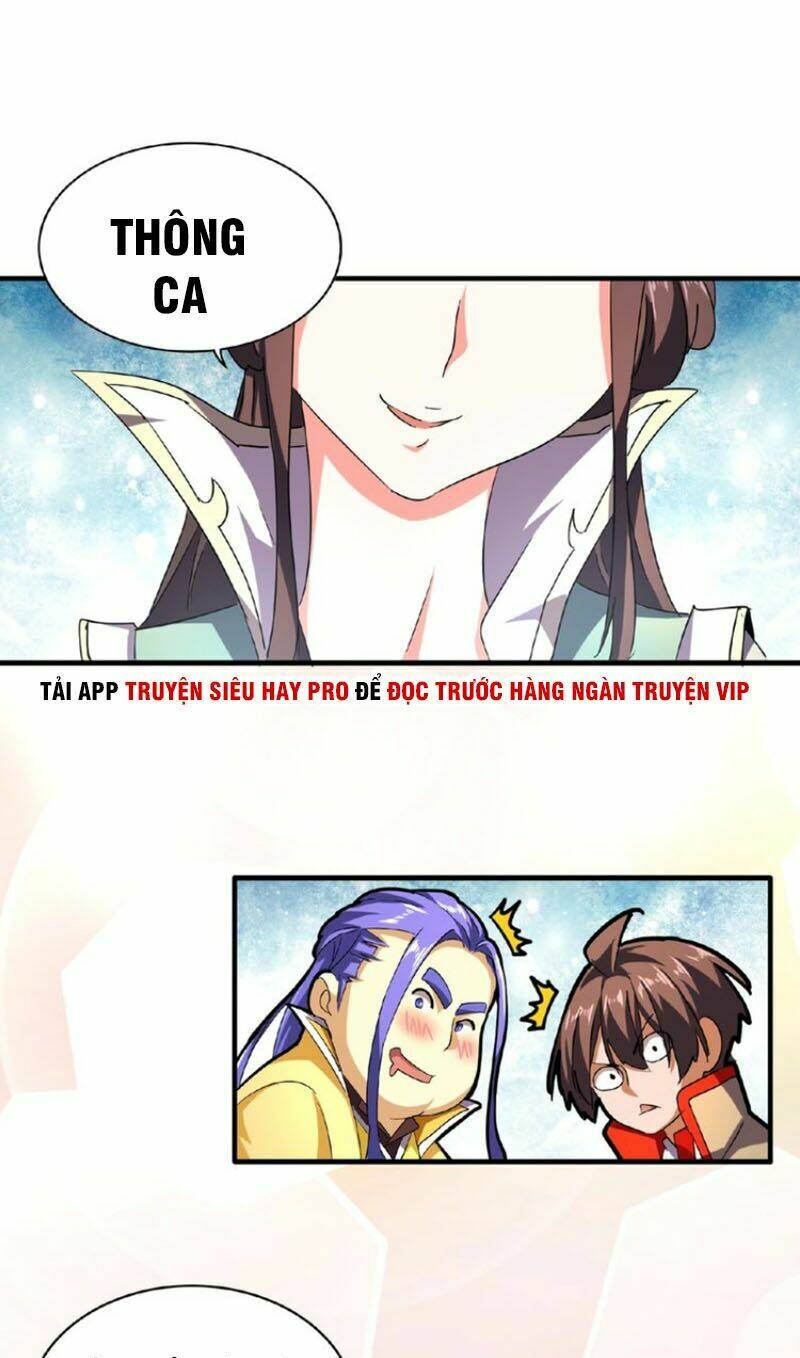 THÔNG
CA
TẢI APP TRUYỆN SIÊU HAY PRO ĐỂ ĐỌC TRƯỚC HÀNG NGÀN TRUYỆN VIP